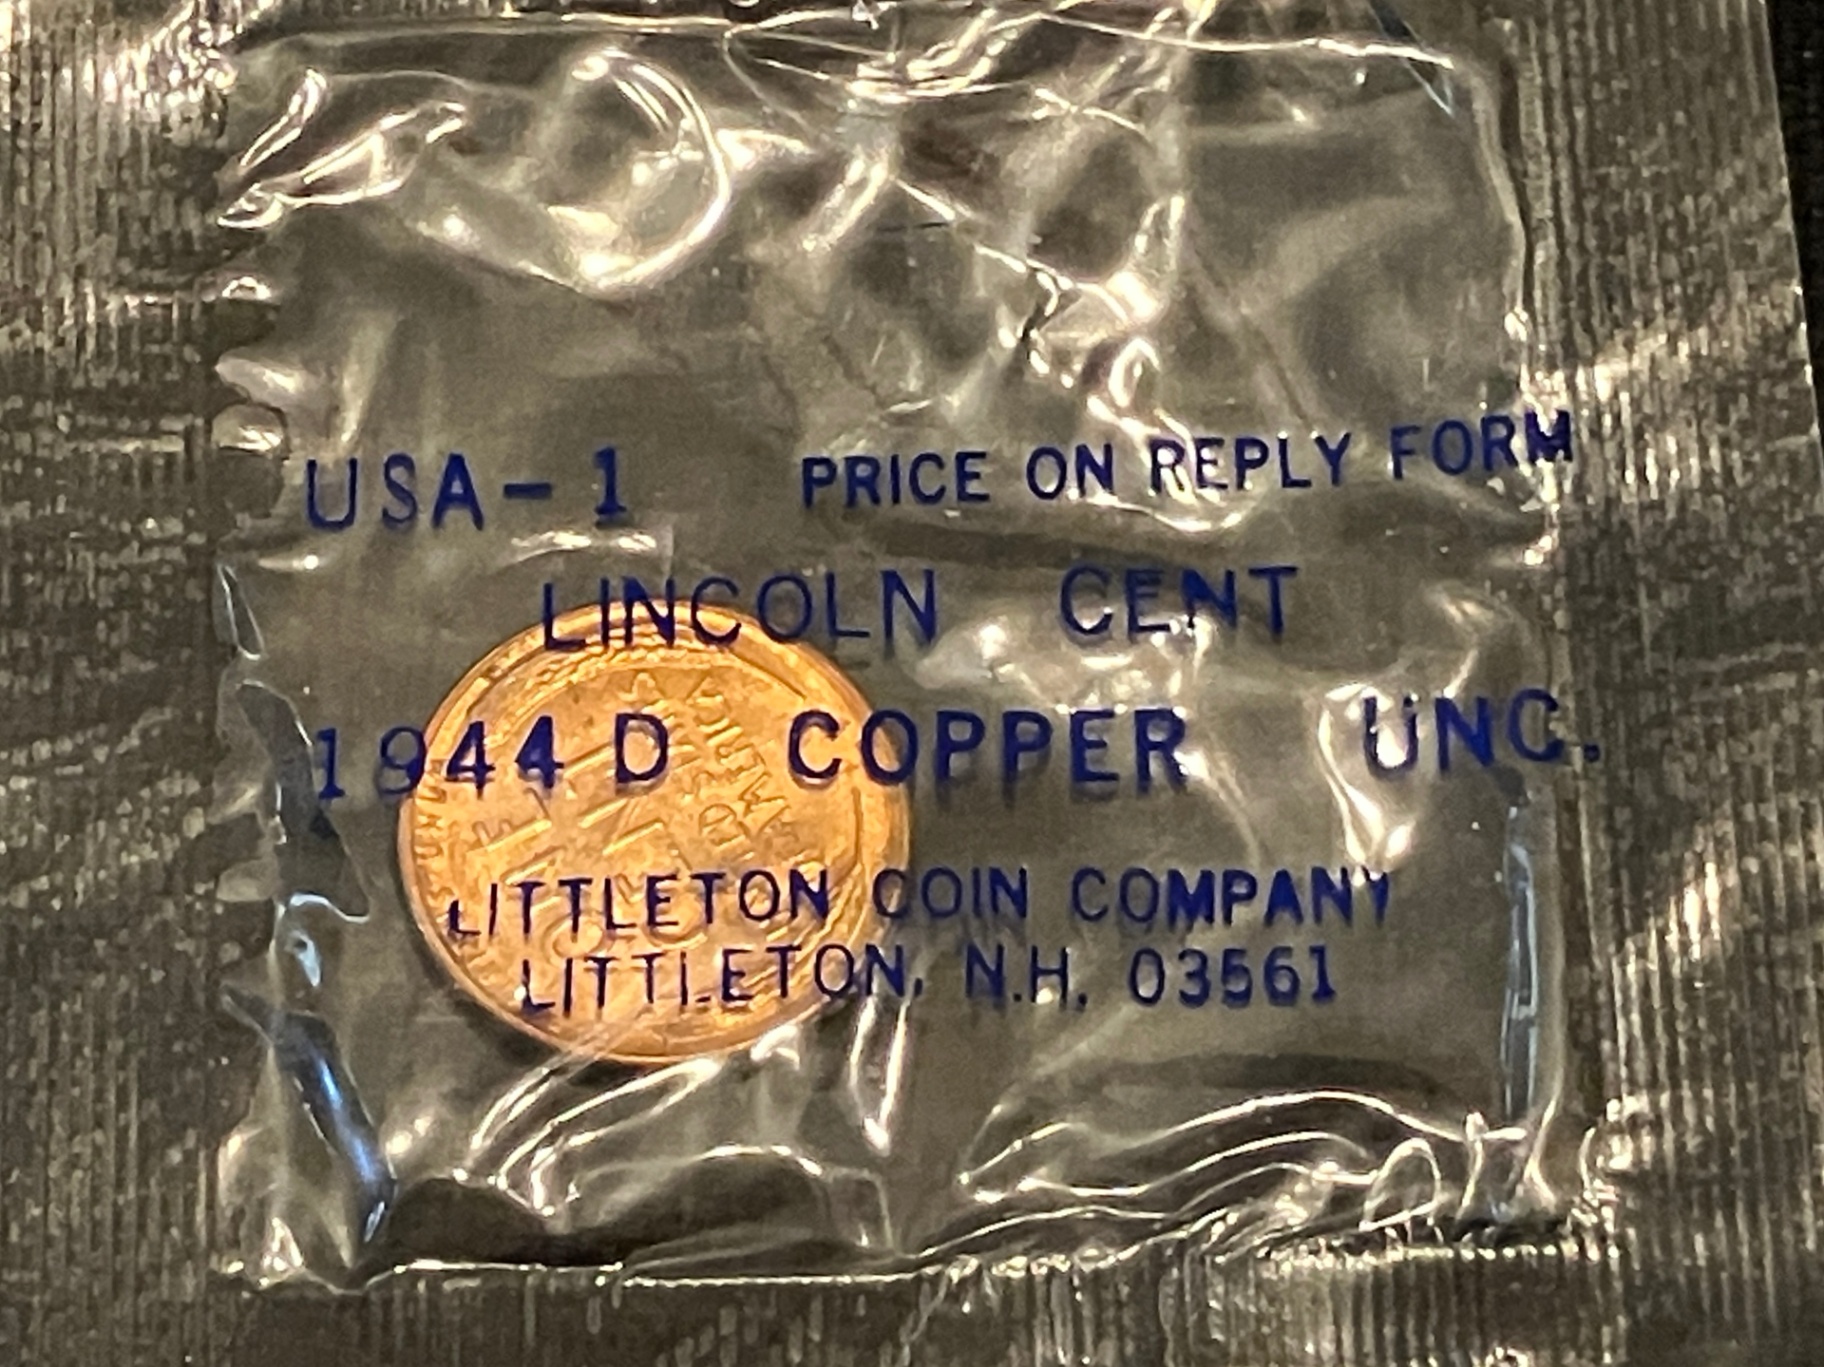 USA-1 PRICE ON REPLY FORM
LINCOLN CENT
1944 D COPPER UNC.
LITTLETON COIN COMPANY
LITTLETON, N.H. 03561